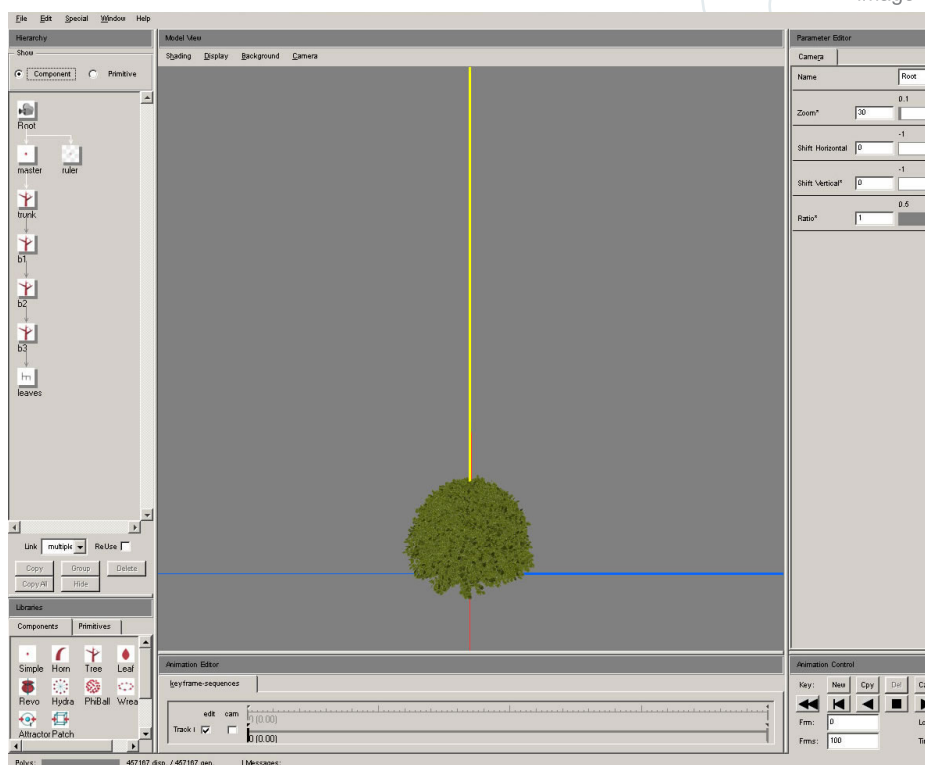 Image
File Edit Special Window Help
Hierarchy
Show
Component Primitive
Root
master ruler
trunk
b1
b2
b3
leaves
Link multiple ReUse
Copy Group Delete
Copy All Hide
Libraries
Components Primitives
Simple Horn Tree Leaf
Revo Hydra PhiBall Wrea
Attractor Patch
Model View
Shading Display Background Camera
Animation Editor
keyframe-sequences
edit cam
Track 1
0 (0.00)
0 (0.00)
Parameter Editor
Camera
Name Root
0.1
Zoom* 30
-1
Shift Horizontal 0
-1
Shift Vertical* 0
Ratio* 1
Animation Control
Key: New Cpy Del
Frm: 0
Frms: 100
Polys: 457167 disp. / 457167 gen. Messages: